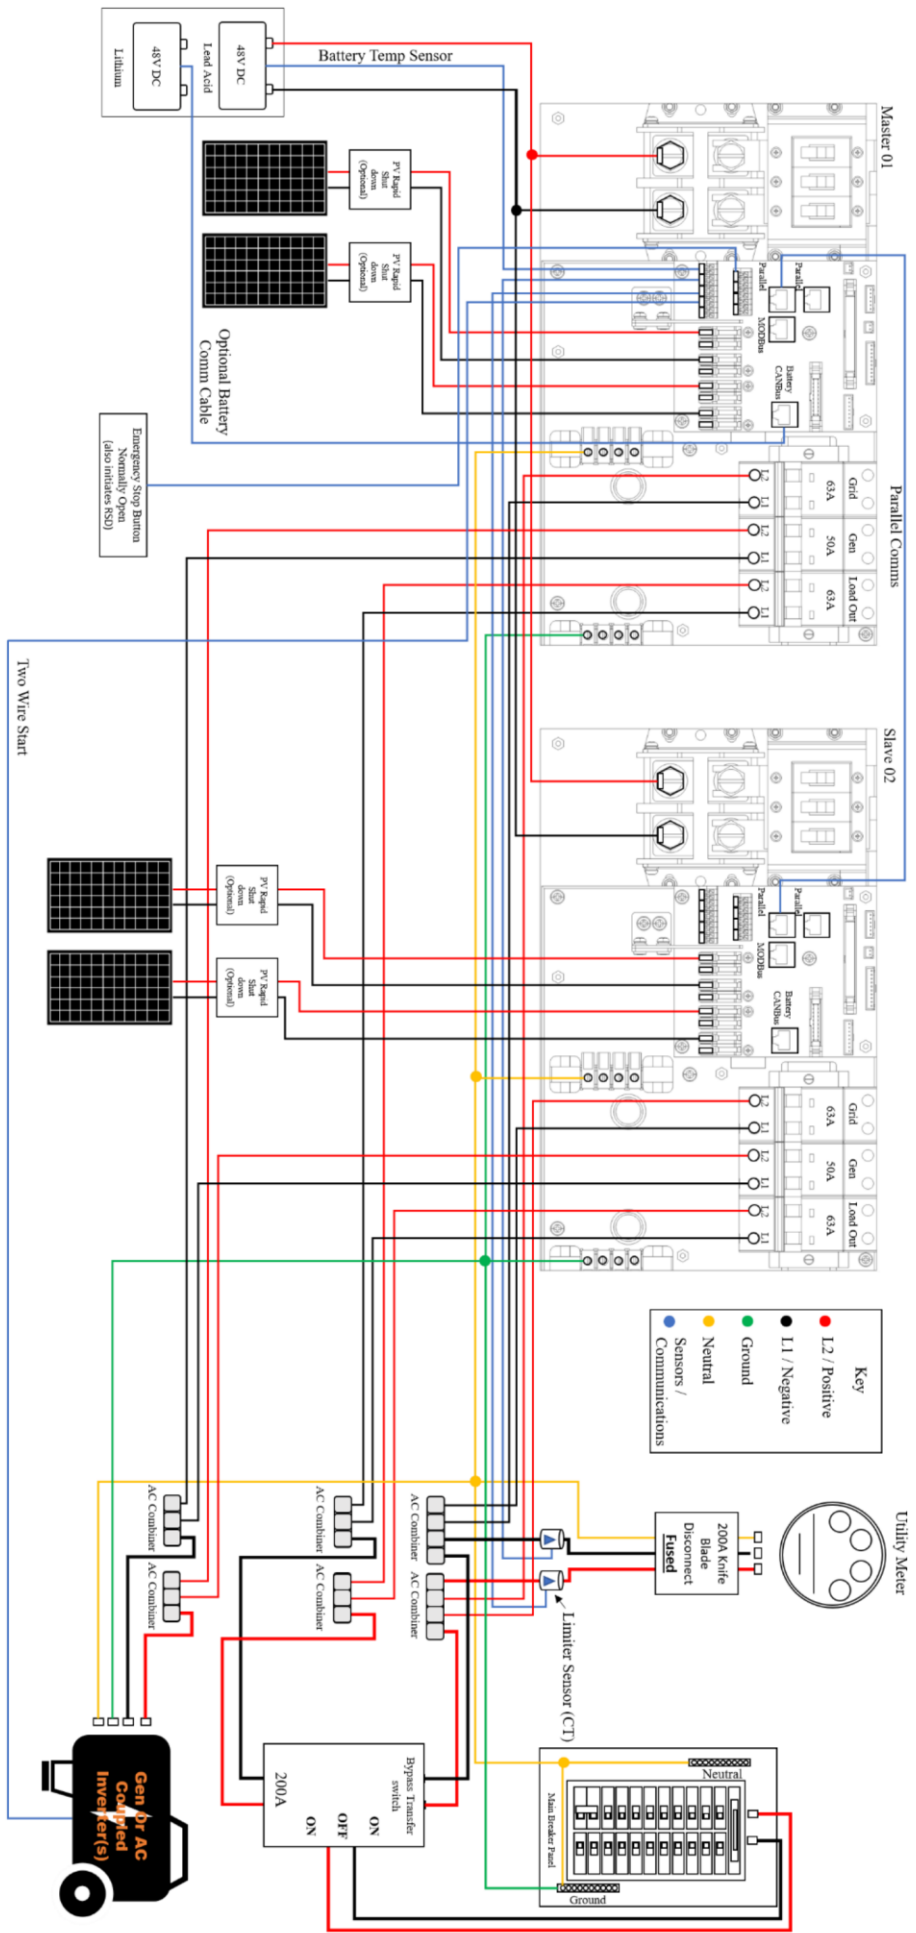 Battery Temp Sensor
48V DC
Lead Acid
48V DC
Lithium
Master 01
PV Rapid
Shut
down
(Optional)
PV Rapid
Shut
down
(Optional)
Parallel
Parallel
MODBus
Battery
CANBus
Optional Battery
Comm Cable
Emergency Stop Button
Normally Open
(also initiates RSD)
Parallel Comms
Grid
63A
L2
L1
Gen
50A
L2
L1
Load Out
63A
L2
L1
Two Wire Start
Slave 02
PV Rapid
Shut
down
(Optional)
PV Rapid
Shut
down
(Optional)
Parallel
Parallel
MODBus
Battery
CANBus
Grid
63A
L2
L1
Gen
50A
L2
L1
Load Out
63A
L2
L1
Key
L2 / Positive
L1 / Negative
Ground
Neutral
Sensors /
Communications
Utility Meter
200A Knife
Blade
Disconnect
Fused
AC Combiner
AC Combiner
AC Combiner
AC Combiner
AC Combiner
AC Combiner
Limiter Sensor (CT)
Bypass Transfer
switch
200A
ON
OFF
ON
Neutral
Main Breaker Panel
Ground
Gen Or AC
Coupled
Inverter(s)